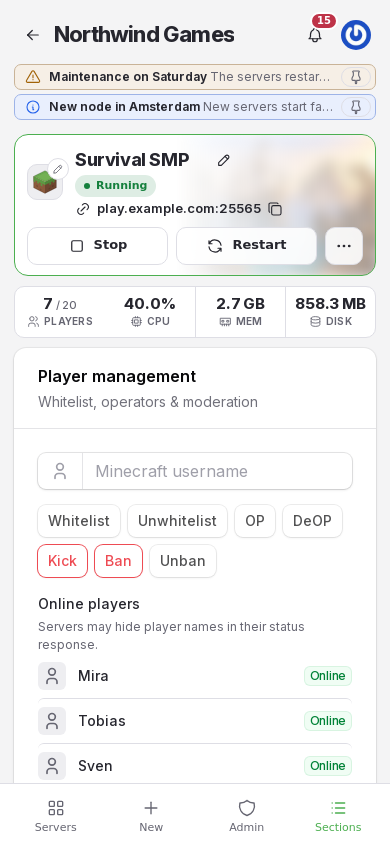 Northwind Games
15
Maintenance on Saturday The servers restar...
New node in Amsterdam New servers start fa...
Survival SMP
Running
play.example.com:25565
Stop
Restart
7 / 20
PLAYERS
40.0%
CPU
2.7 GB
MEM
858.3 MB
DISK
Player management
Whitelist, operators & moderation
Minecraft username
Whitelist
Unwhitelist
OP
DeOP
Kick
Ban
Unban
Online players
Servers may hide player names in their status
response.
Mira
Online
Tobias
Online
Sven
Online
Servers
New
Admin
Sections